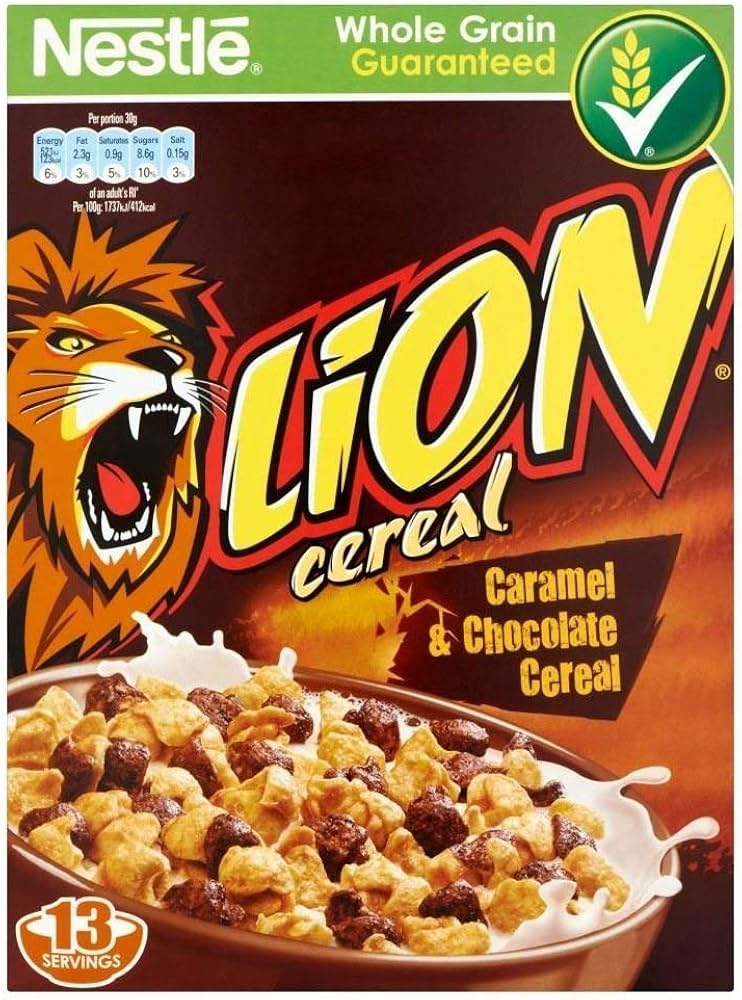 Nestlé®
Whole Grain
Guaranteed
®
Per portion 30g
Energy Fat Saturates Sugars Salt
521kJ
123kcal 2.3g 0.9g 8.6g 0.15g
6% 3% 5% 10% 3%
of an adult's RI*
Per 100g: 1737kJ/412kcal
LiON®
cereal
Caramel
& Chocolate
Cereal
13
SERVINGS